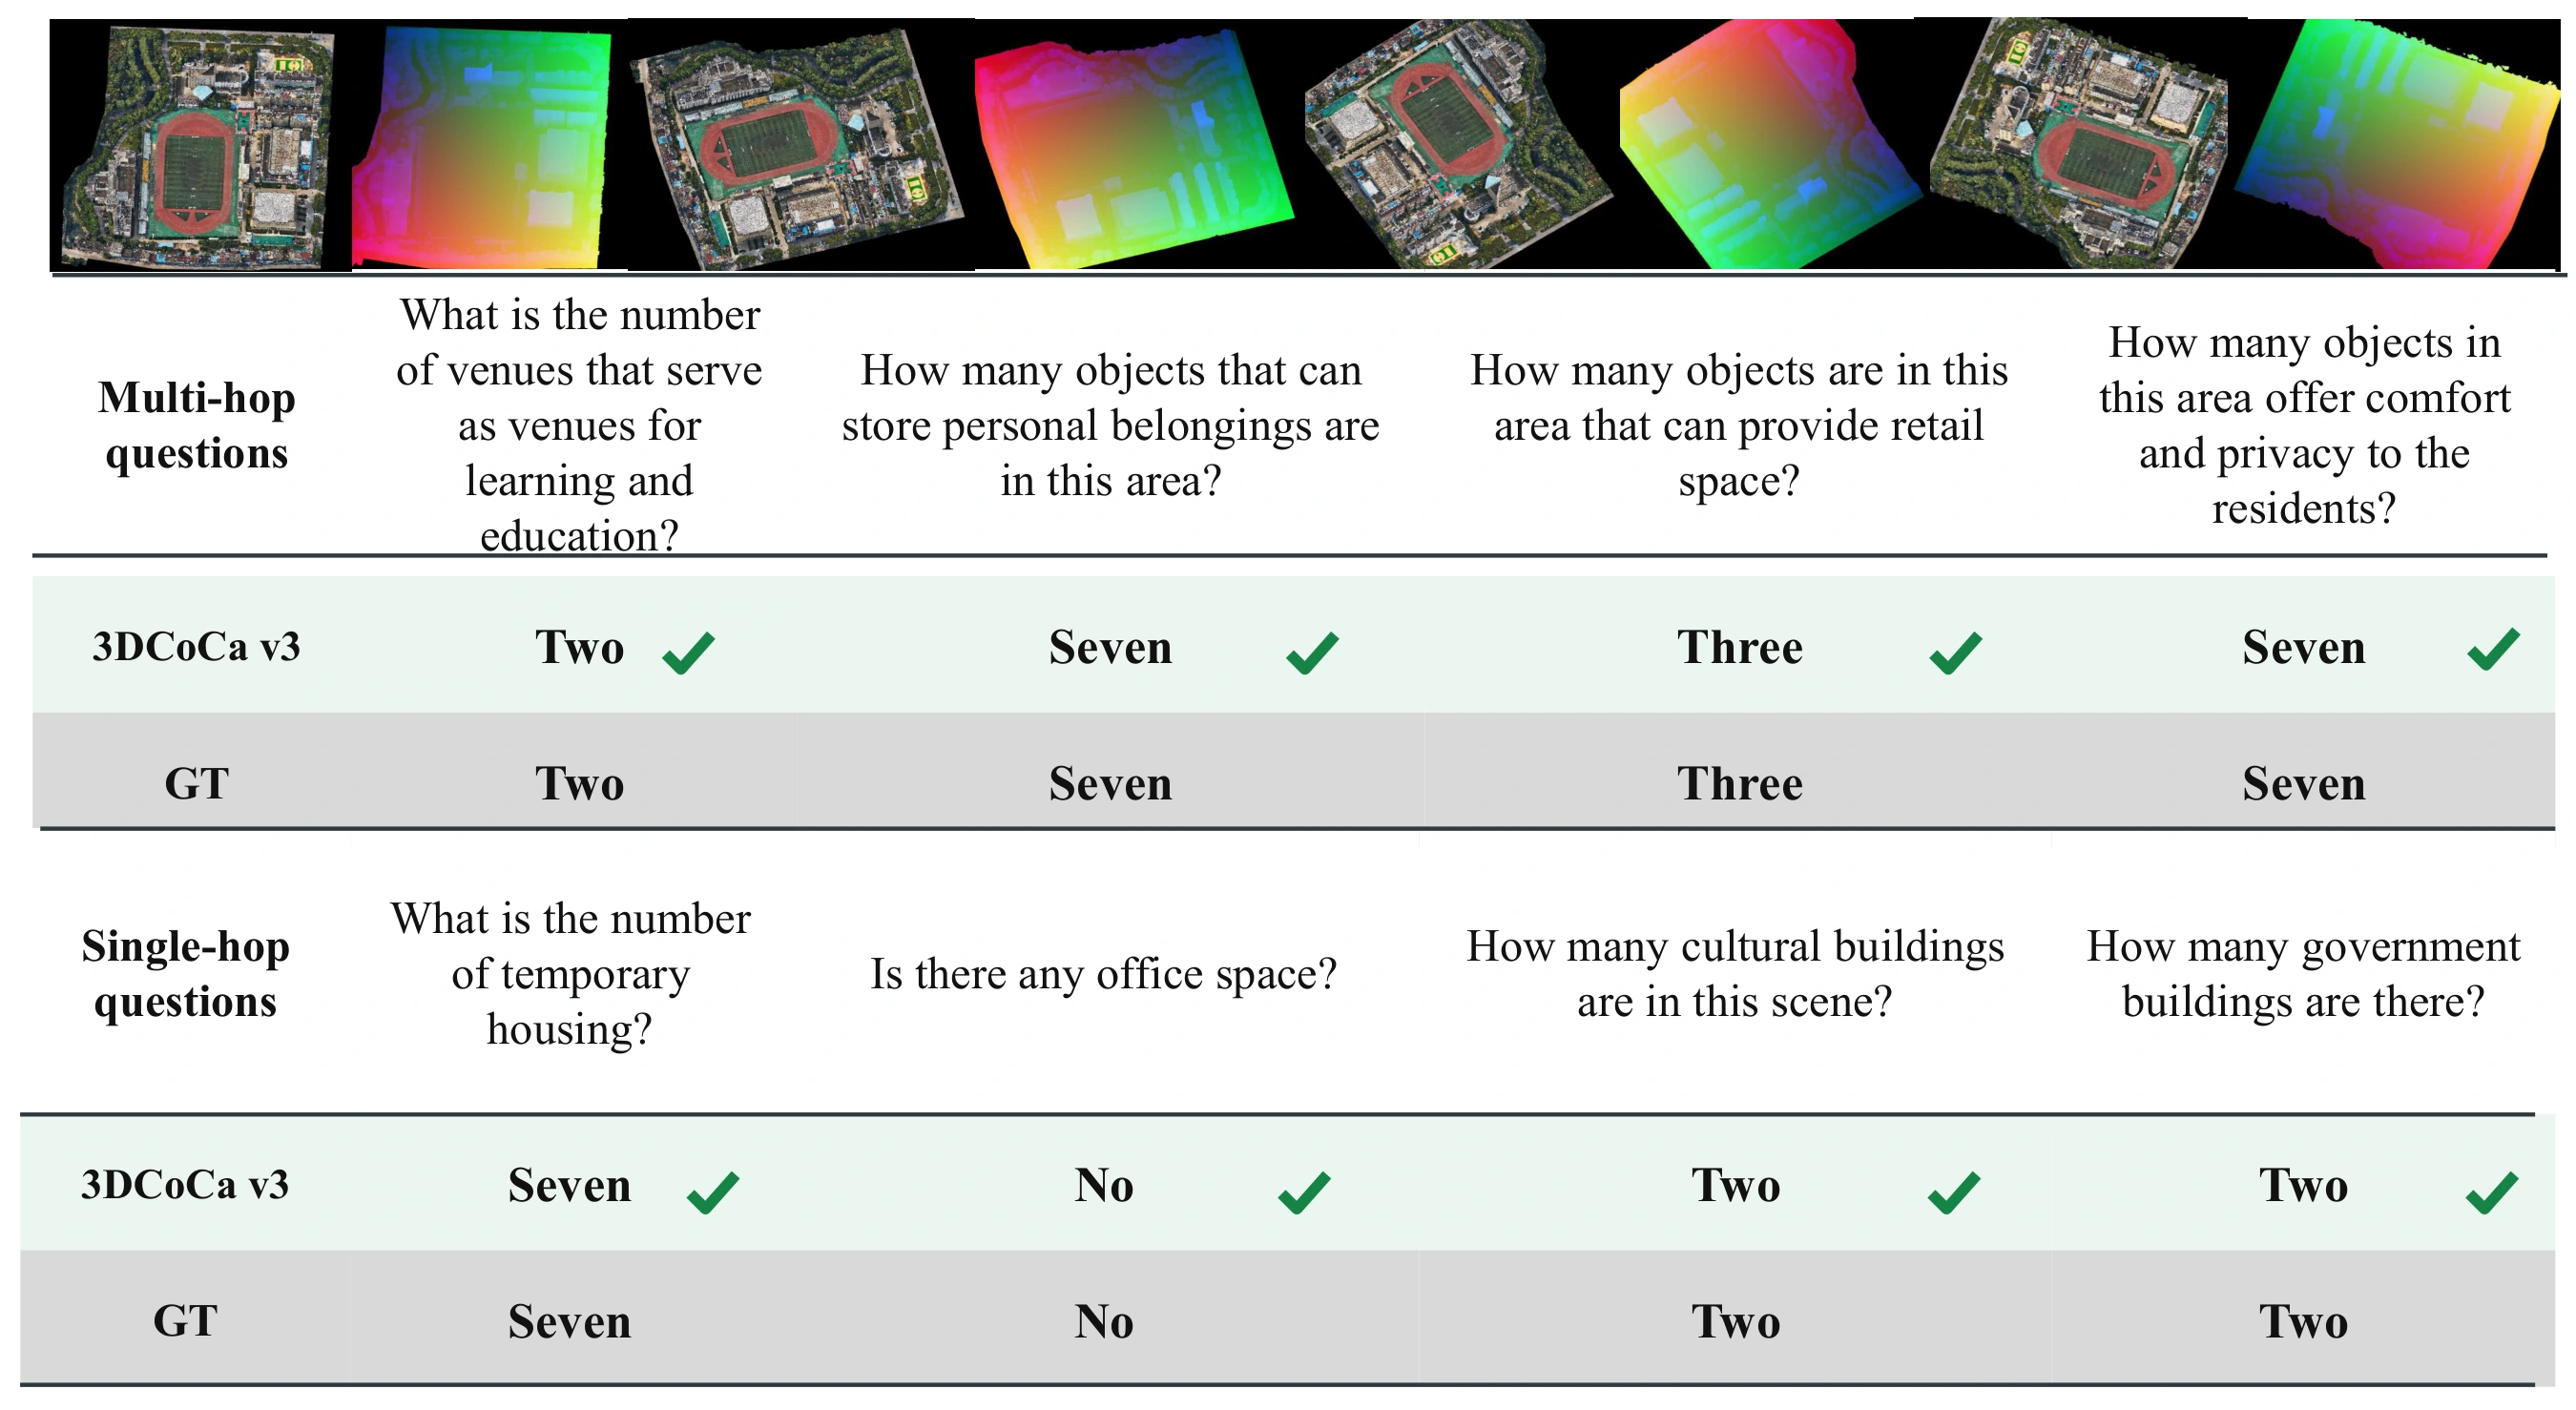 Multi-hop
questions
What is the number
of venues that serve
as venues for
learning and
education?
How many objects that can
store personal belongings are
in this area?
How many objects are in this
area that can provide retail
space?
How many objects in
this area offer comfort
and privacy to the
residents?
3DCoCa v3
Two
Seven
Three
Seven
GT
Two
Seven
Three
Seven
Single-hop
questions
What is the number
of temporary
housing?
Is there any office space?
How many cultural buildings
are in this scene?
How many government
buildings are there?
3DCoCa v3
Seven
No
Two
Two
GT
Seven
No
Two
Two